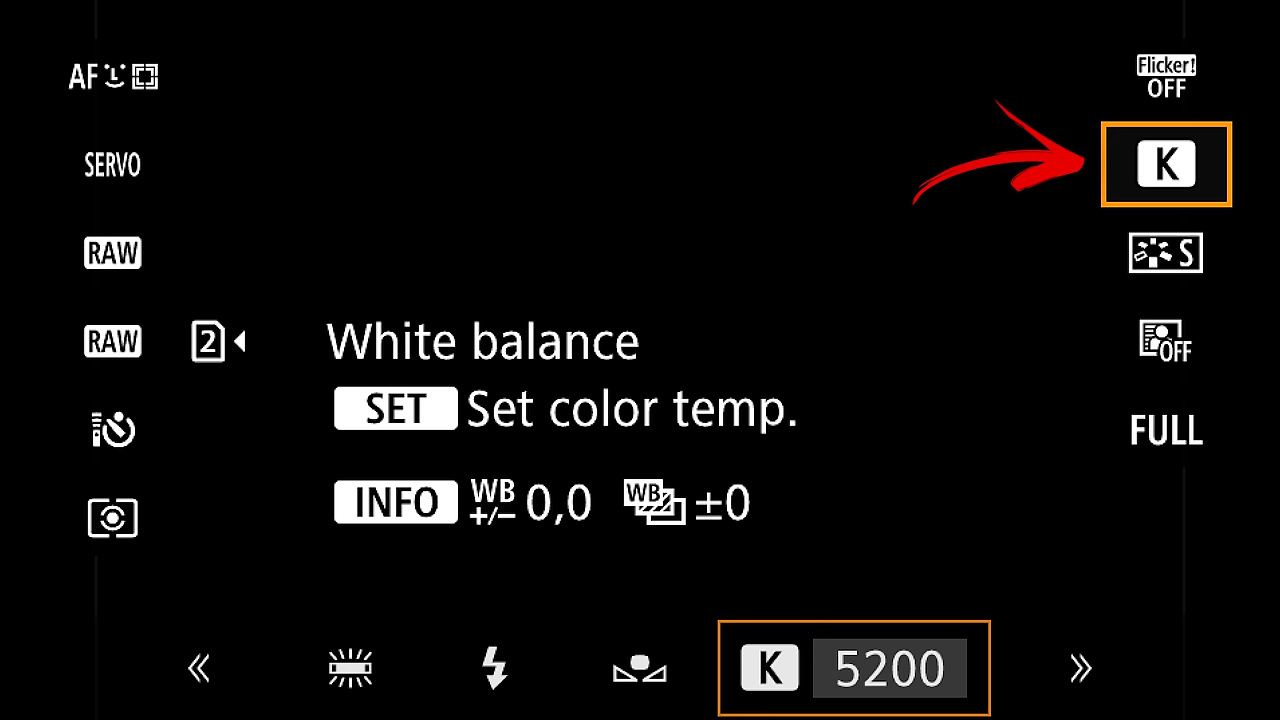 AF
Flicker!
OFF
SERVO
K
RAW
S
RAW
2
White balance
OFF
SET Set color temp.
FULL
INFO WB +/- 0,0 WB ±0
K 5200